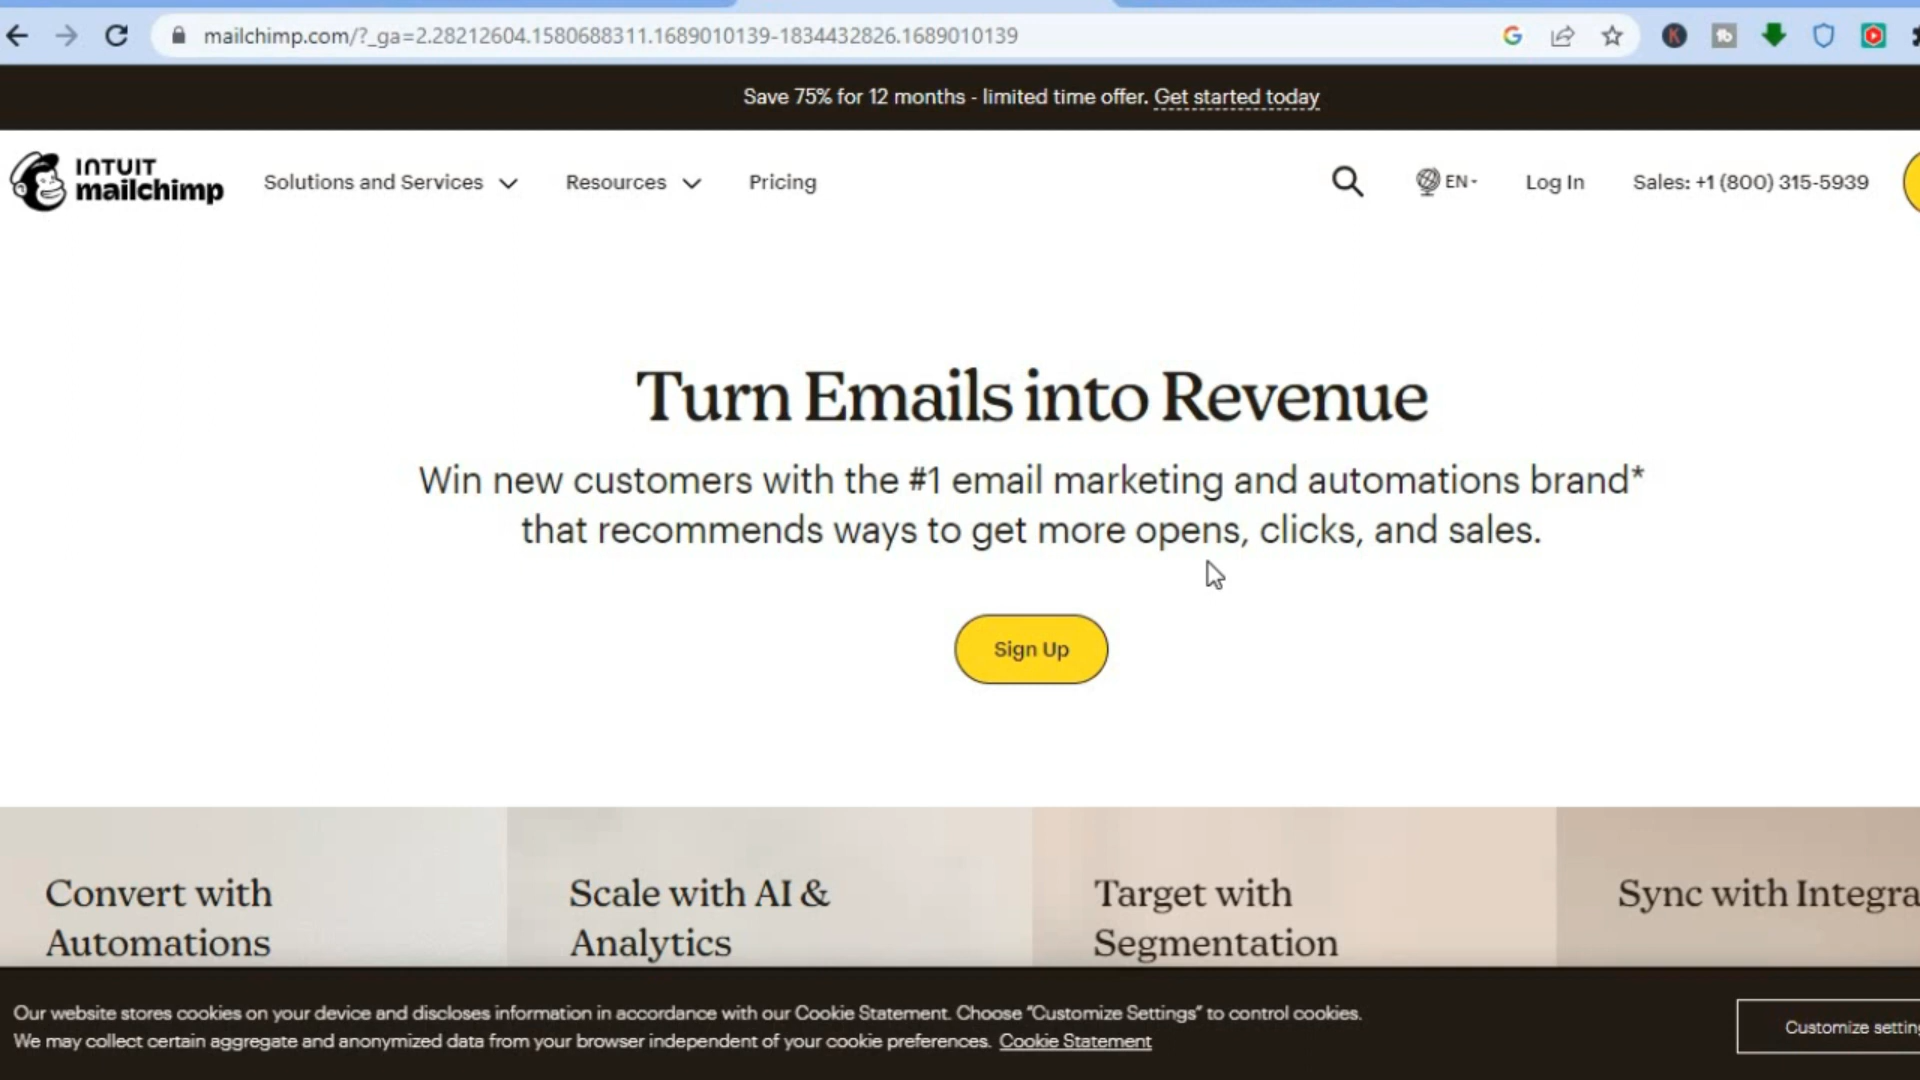 mailchimp.com/?_ga=2.28212604.1580688311.1689010139-1834432826.1689010139
Save 75% for 12 months - limited time offer. Get started today
INTUIT
mailchimp
Solutions and Services
Resources
Pricing
EN
Log In
Sales: +1 (800) 315-5939
Turn Emails into Revenue
Win new customers with the #1 email marketing and automations brand*
that recommends ways to get more opens, clicks, and sales.
Sign Up
Convert with
Automations
Scale with AI &
Analytics
Target with
Segmentation
Sync with Integra
Our website stores cookies on your device and discloses information in accordance with our Cookie Statement. Choose "Customize Settings" to control cookies.
We may collect certain aggregate and anonymized data from your browser independent of your cookie preferences. Cookie Statement
Customize setting